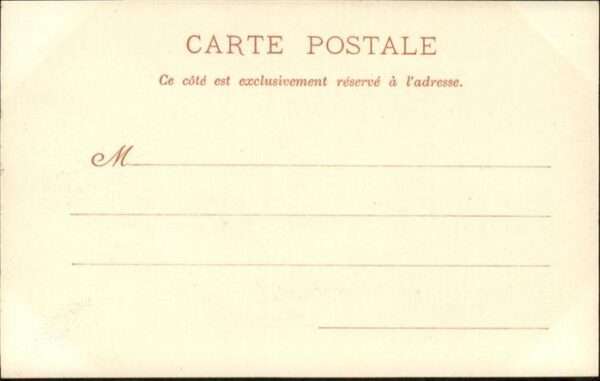 CARTE POSTALE
Ce côté est exclusivement réservé à l'adresse.
M